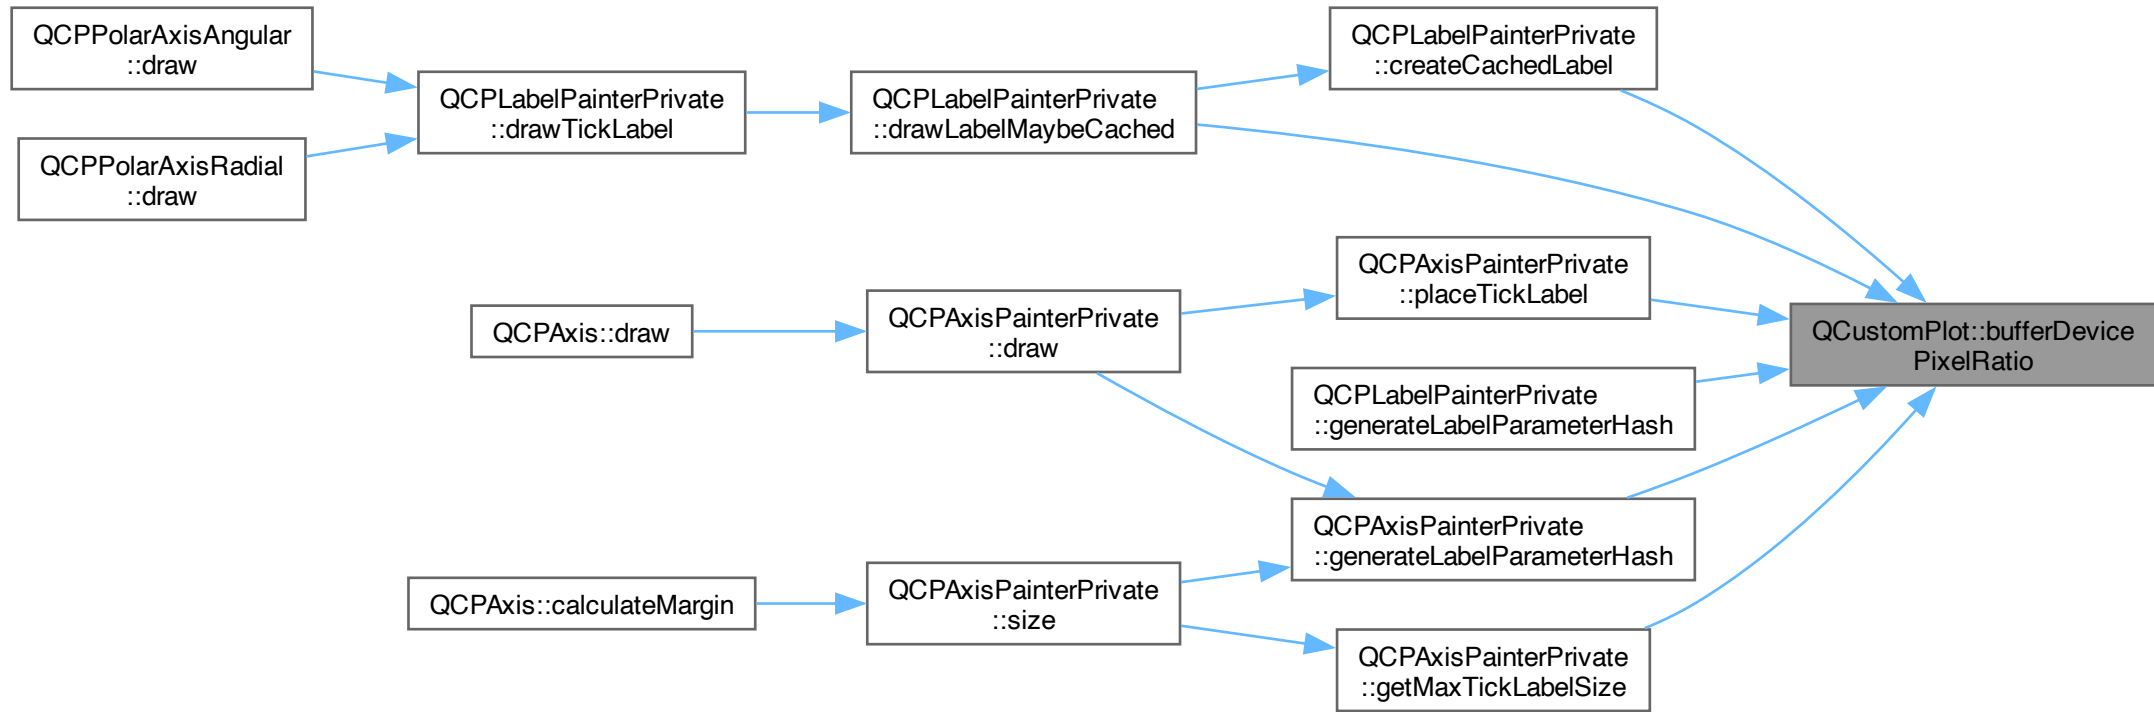 QCPPolarAxisAngular
::draw
QCPPolarAxisRadial
::draw
QCPLabelPainterPrivate
::drawTickLabel
QCPLabelPainterPrivate
::drawLabelMaybeCached
QCPLabelPainterPrivate
::createCachedLabel
QCPAxis::draw
QCPAxisPainterPrivate
::draw
QCPAxisPainterPrivate
::placeTickLabel
QCPLabelPainterPrivate
::generateLabelParameterHash
QCPAxisPainterPrivate
::generateLabelParameterHash
QCPAxis::calculateMargin
QCPAxisPainterPrivate
::size
QCPAxisPainterPrivate
::getMaxTickLabelSize
QCustomPlot::bufferDevice
PixelRatio